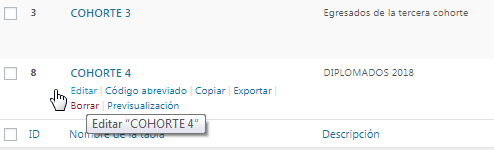 3 COHORTE 3 Egresados de la tercera cohorte
8 COHORTE 4 DIPLOMADOS 2018
Editar | Código abreviado | Copiar | Exportar |
Borrar | Previsualización
Editar “COHORTE 4”
ID Nombre de la tabla Descripción